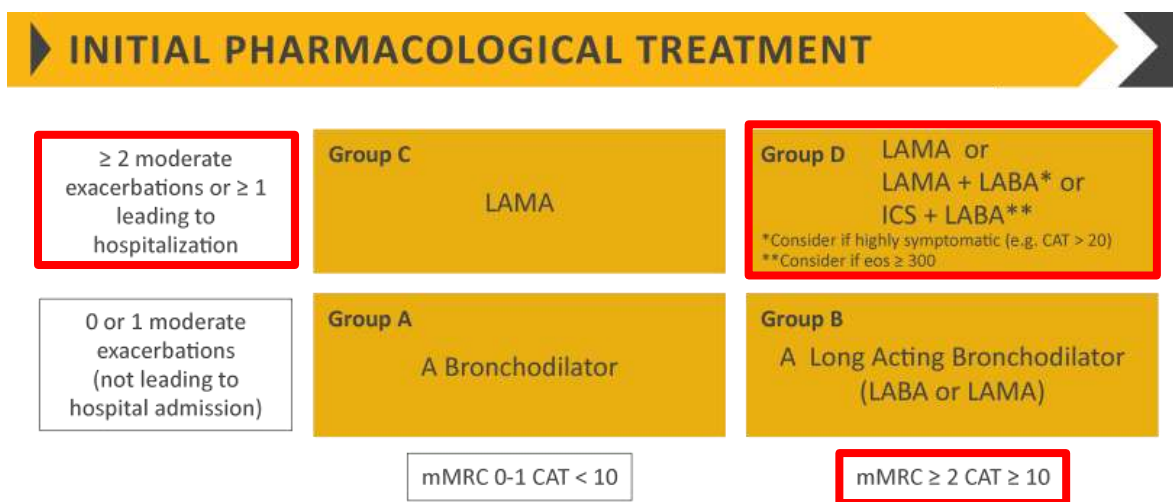 INITIAL PHARMACOLOGICAL TREATMENT
≥ 2 moderate
exacerbations or ≥ 1
leading to
hospitalization
Group C
LAMA
Group D
LAMA or
LAMA + LABA* or
ICS + LABA**
*Consider if highly symptomatic (e.g. CAT > 20)
**Consider if eos ≥ 300
0 or 1 moderate
exacerbations
(not leading to
hospital admission)
Group A
A Bronchodilator
Group B
A Long Acting Bronchodilator
(LABA or LAMA)
mMRC 0-1 CAT < 10
mMRC ≥ 2 CAT ≥ 10